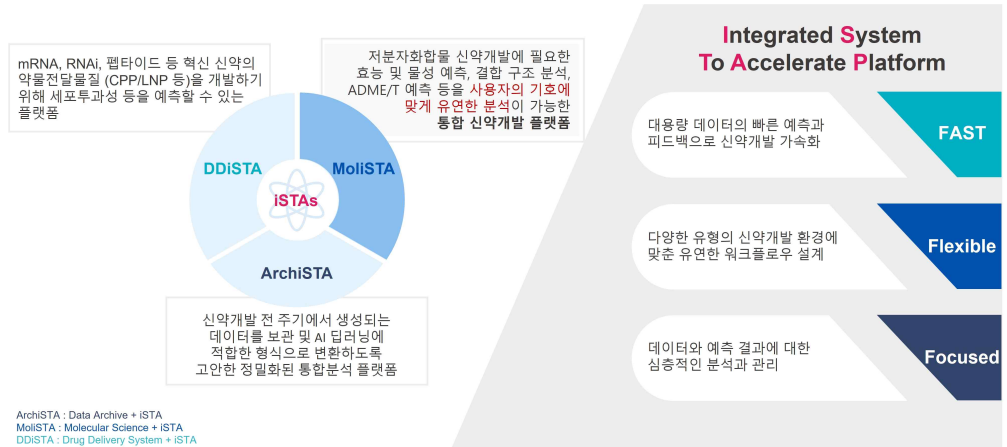 mRNA, RNAi, 펩타이드 등 혁신 신약의
약물전달물질 (CPP/LNP 등)을 개발하기
위해 세포투과성 등을 예측할 수 있는
플랫폼
저분자화합물 신약개발에 필요한
효능 및 물성 예측, 결합 구조 분석,
ADME/T 예측 등을 사용자의 기호에
맞게 유연한 분석이 가능한
통합 신약개발 플랫폼
DDiSTA
MoliSTA
iSTAs
ArchiSTA
신약개발 전 주기에서 생성되는
데이터를 보관 및 AI 딥러닝에
적합한 형식으로 변환하도록
고안한 정밀화된 통합분석 플랫폼
ArchiSTA : Data Archive + iSTA
MoliSTA : Molecular Science + iSTA
DDiSTA : Drug Delivery System + iSTA
Integrated System
To Accelerate Platform
대용량 데이터의 빠른 예측과
피드백으로 신약개발 가속화
FAST
다양한 유형의 신약개발 환경에
맞춘 유연한 워크플로우 설계
Flexible
데이터와 예측 결과에 대한
심층적인 분석과 관리
Focused